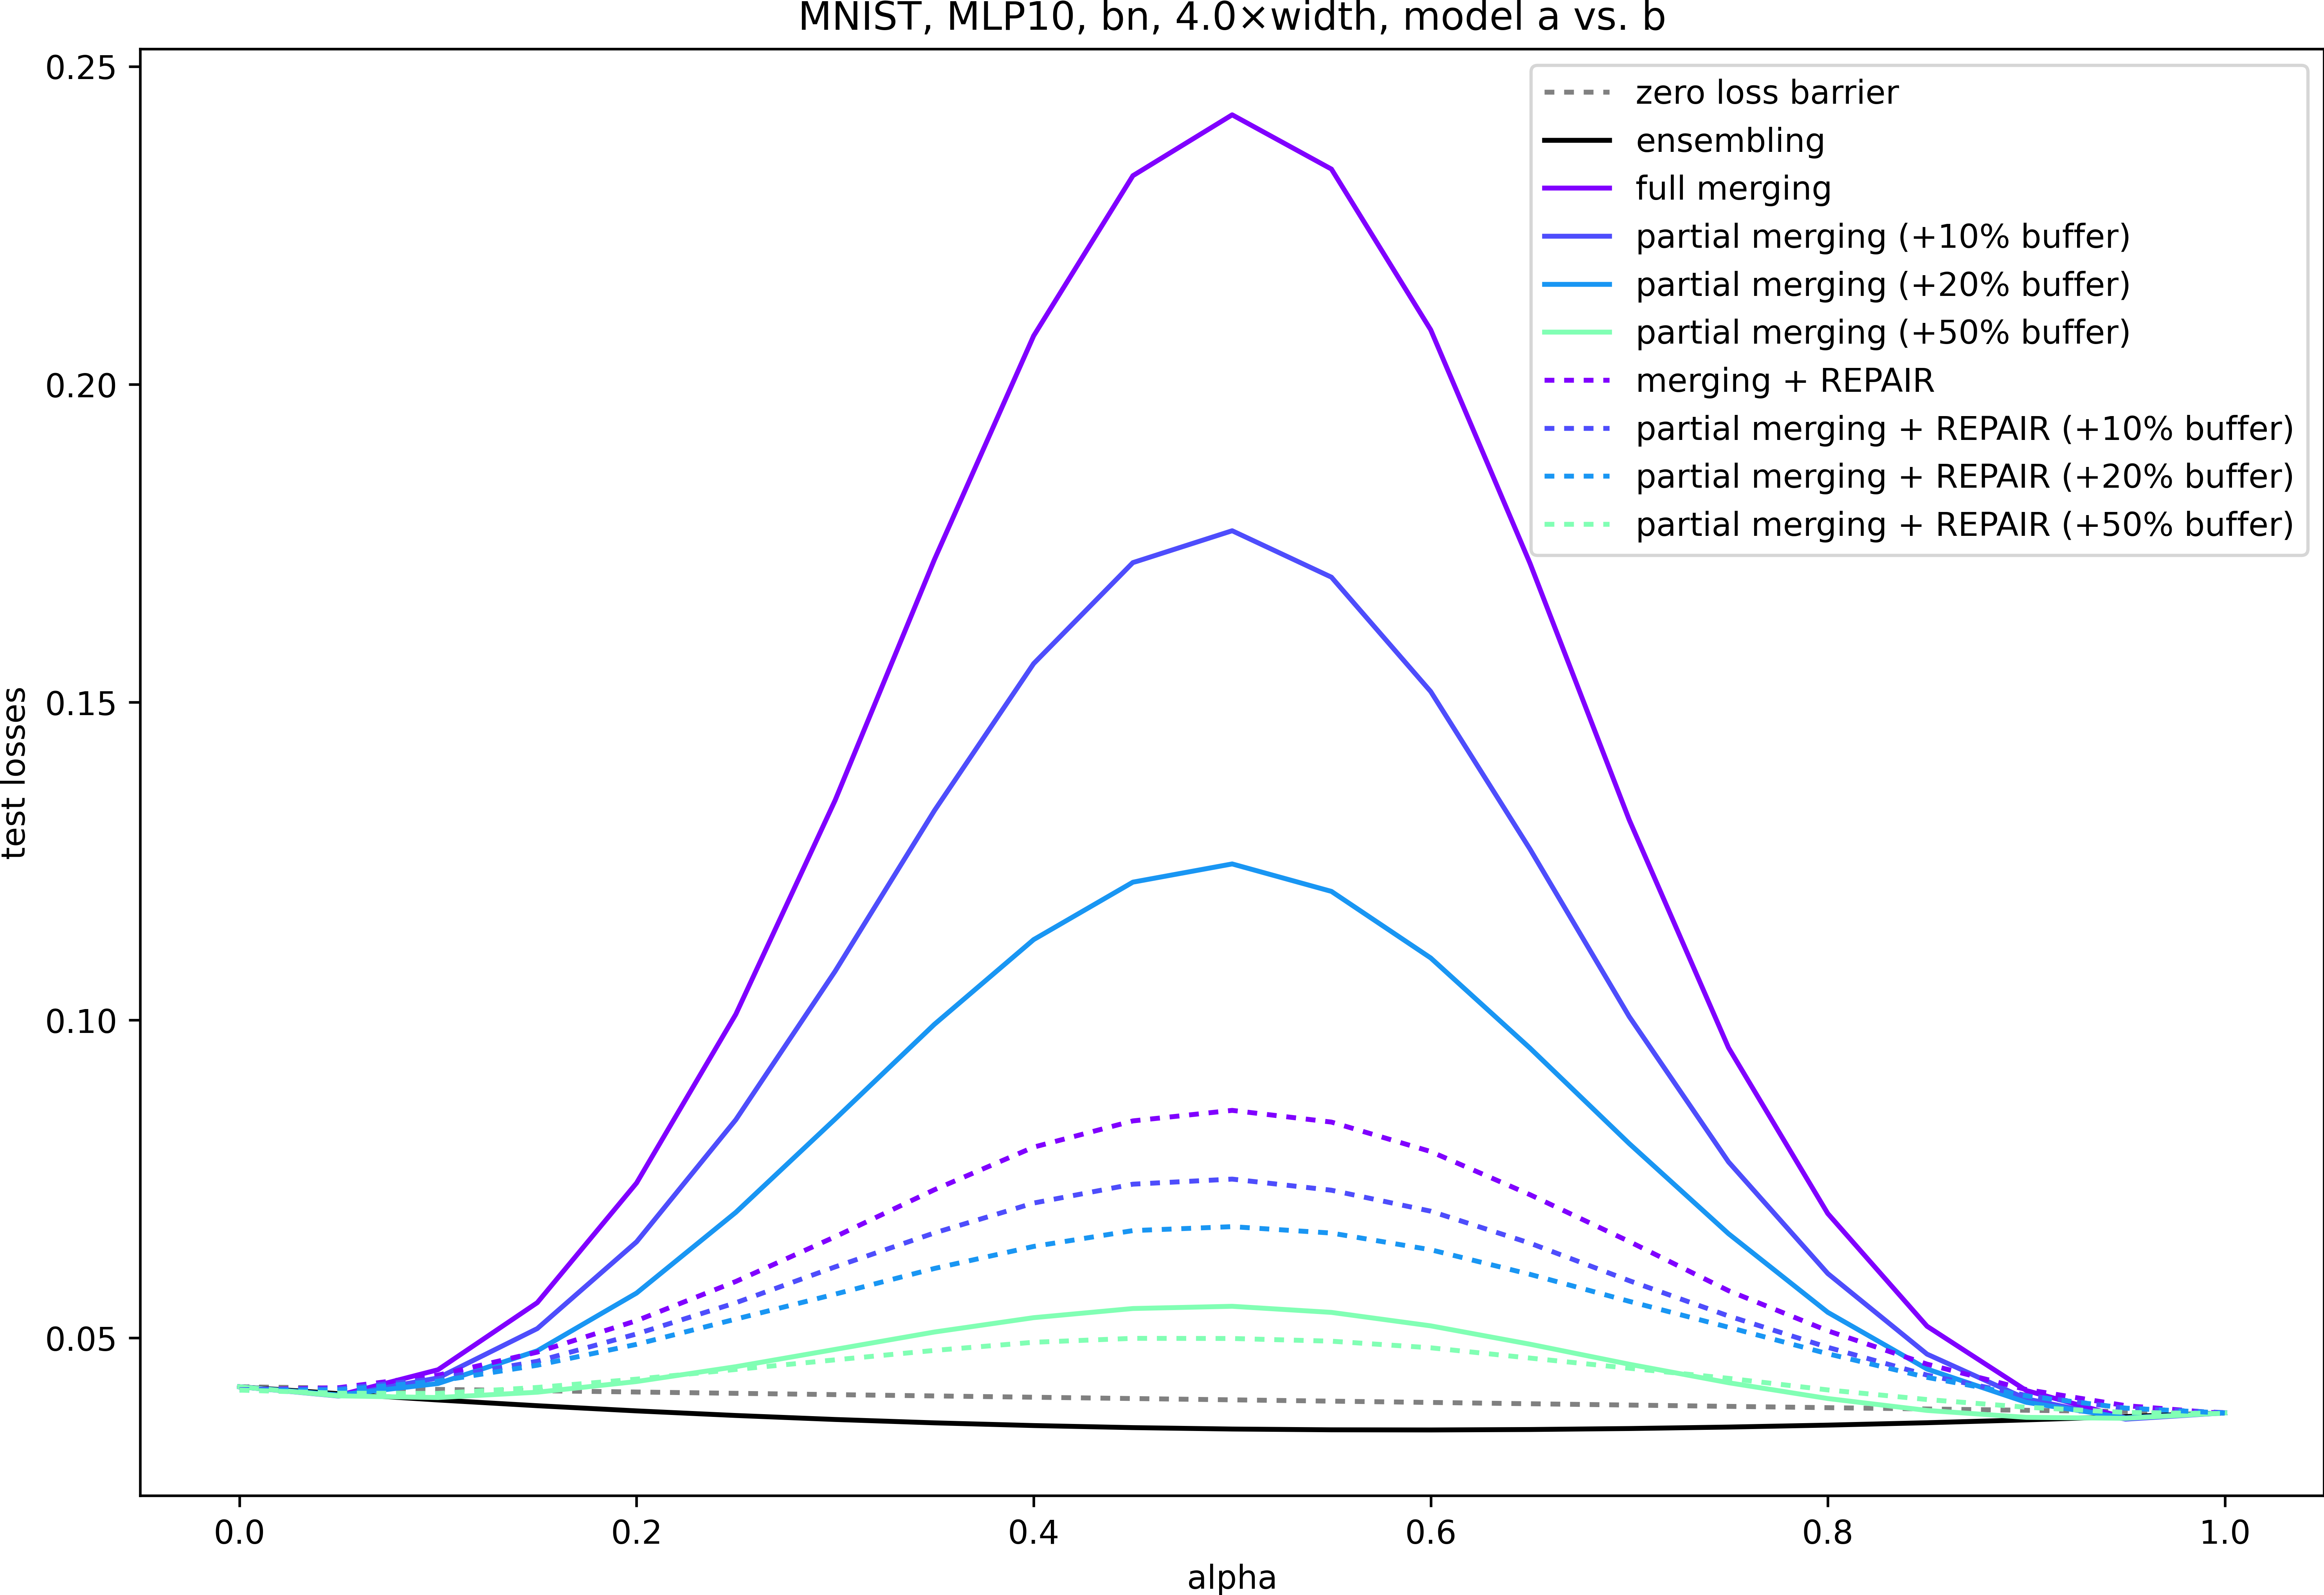 MNIST, MLP10, bn, 4.0×width, model a vs. b
0.25
0.20
0.15
0.10
0.05
test losses
zero loss barrier
ensembling
full merging
partial merging (+10% buffer)
partial merging (+20% buffer)
partial merging (+50% buffer)
merging + REPAIR
partial merging + REPAIR (+10% buffer)
partial merging + REPAIR (+20% buffer)
partial merging + REPAIR (+50% buffer)
0.0 0.2 0.4 0.6 0.8 1.0
alpha